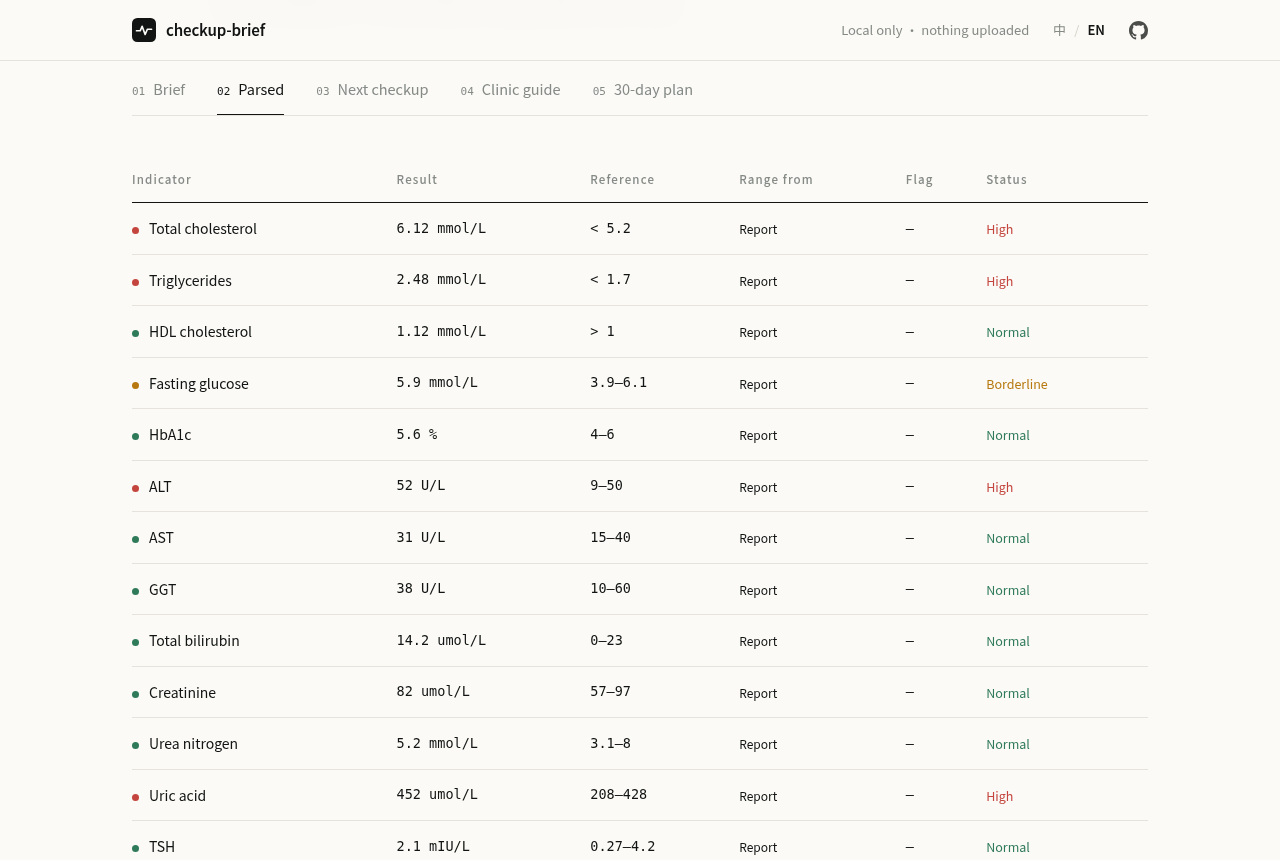 checkup-brief
Local only • nothing uploaded 中 / EN
01 Brief 02 Parsed 03 Next checkup 04 Clinic guide 05 30-day plan
Indicator Result Reference Range from Flag Status
Total cholesterol 6.12 mmol/L < 5.2 Report — High
Triglycerides 2.48 mmol/L < 1.7 Report — High
HDL cholesterol 1.12 mmol/L > 1 Report — Normal
Fasting glucose 5.9 mmol/L 3.9–6.1 Report — Borderline
HbA1c 5.6 % 4–6 Report — Normal
ALT 52 U/L 9–50 Report — High
AST 31 U/L 15–40 Report — Normal
GGT 38 U/L 10–60 Report — Normal
Total bilirubin 14.2 umol/L 0–23 Report — Normal
Creatinine 82 umol/L 57–97 Report — Normal
Urea nitrogen 5.2 mmol/L 3.1–8 Report — Normal
Uric acid 452 umol/L 208–428 Report — High
TSH 2.1 mIU/L 0.27–4.2 Report — Normal